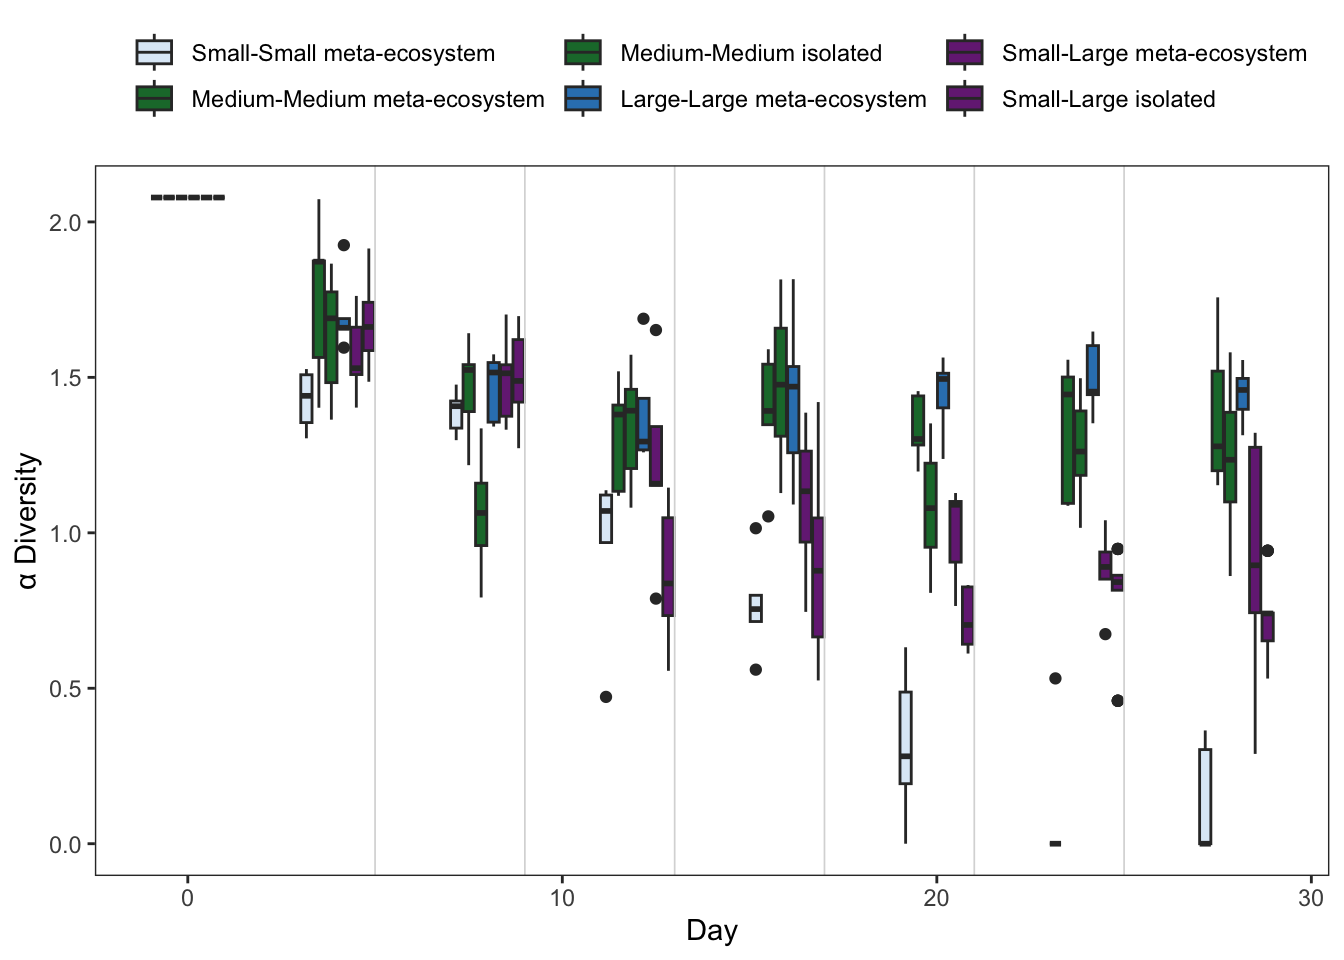 Small-Small meta-ecosystem
Medium-Medium isolated
Small-Large meta-ecosystem
Medium-Medium meta-ecosystem
Large-Large meta-ecosystem
Small-Large isolated
2.0
1.5
1.0
0.5
0.0
α Diversity
0
10
20
30
Day